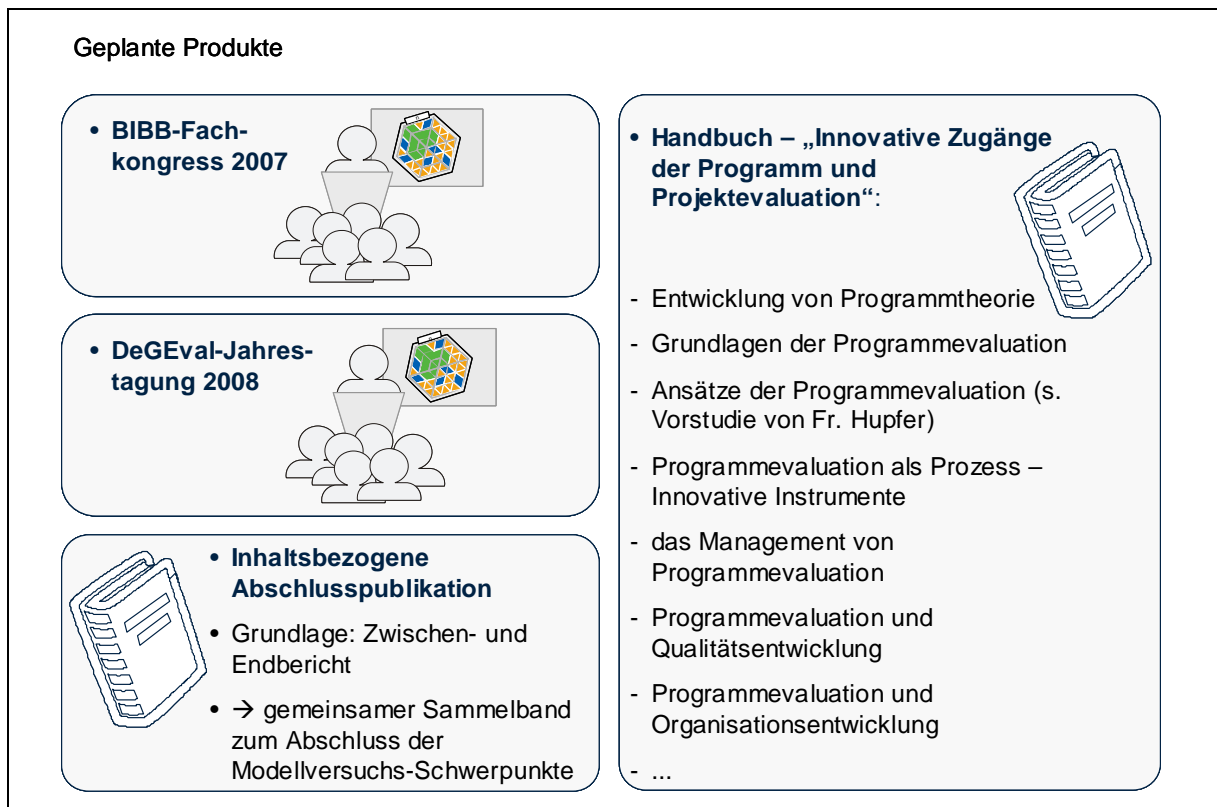 Geplante Produkte
• BIBB-Fach-
kongress 2007
• DeGEval-Jahres-
tagung 2008
• Inhaltsbezogene
Abschlusspublikation
• Grundlage: Zwischen- und
Endbericht
• → gemeinsamer Sammelband
zum Abschluss der
Modellversuchs-Schwerpunkte
• Handbuch – „Innovative Zugänge
der Programm und
Projektevaluation“:
- Entwicklung von Programmtheorie
- Grundlagen der Programmevaluation
- Ansätze der Programmevaluation (s.
Vorstudie von Fr. Hupfer)
- Programmevaluation als Prozess –
Innovative Instrumente
- das Management von
Programmevaluation
- Programmevaluation und
Qualitätsentwicklung
- Programmevaluation und
Organisationsentwicklung
- ...